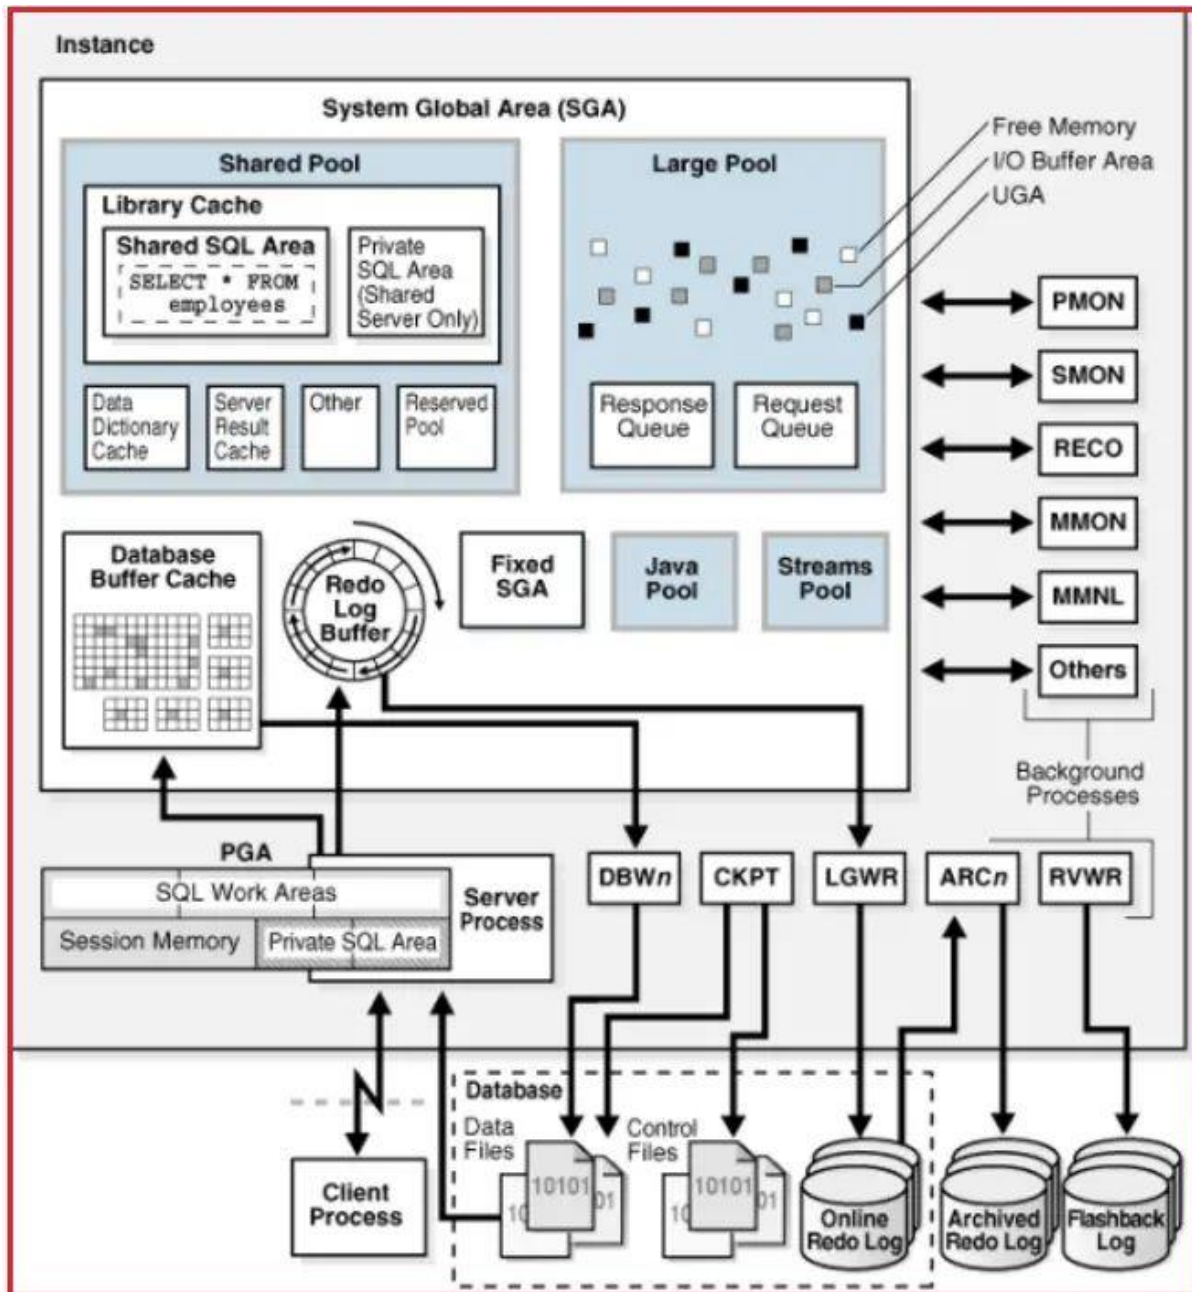 Instance
System Global Area (SGA)
Shared Pool
Library Cache
Shared SQL Area
SELECT * FROM
employees
Private
SQL Area
(Shared
Server Only)
Data
Dictionary
Cache
Server
Result
Cache
Other
Reserved
Pool
Large Pool
Response
Queue
Request
Queue
Free Memory
I/O Buffer Area
UGA
Database
Buffer Cache
Redo
Log
Buffer
Fixed
SGA
Java
Pool
Streams
Pool
PMON
SMON
RECO
MMON
MMNL
Others
Background
Processes
PGA
SQL Work Areas
Session Memory
Private SQL Area
Server
Process
DBWn
CKPT
LGWR
ARCn
RVWR
Client
Process
Database
Data
Files
10
10101
01
Control
Files
10
10101
01
Online
Redo Log
Archived
Redo Log
Flashback
Log